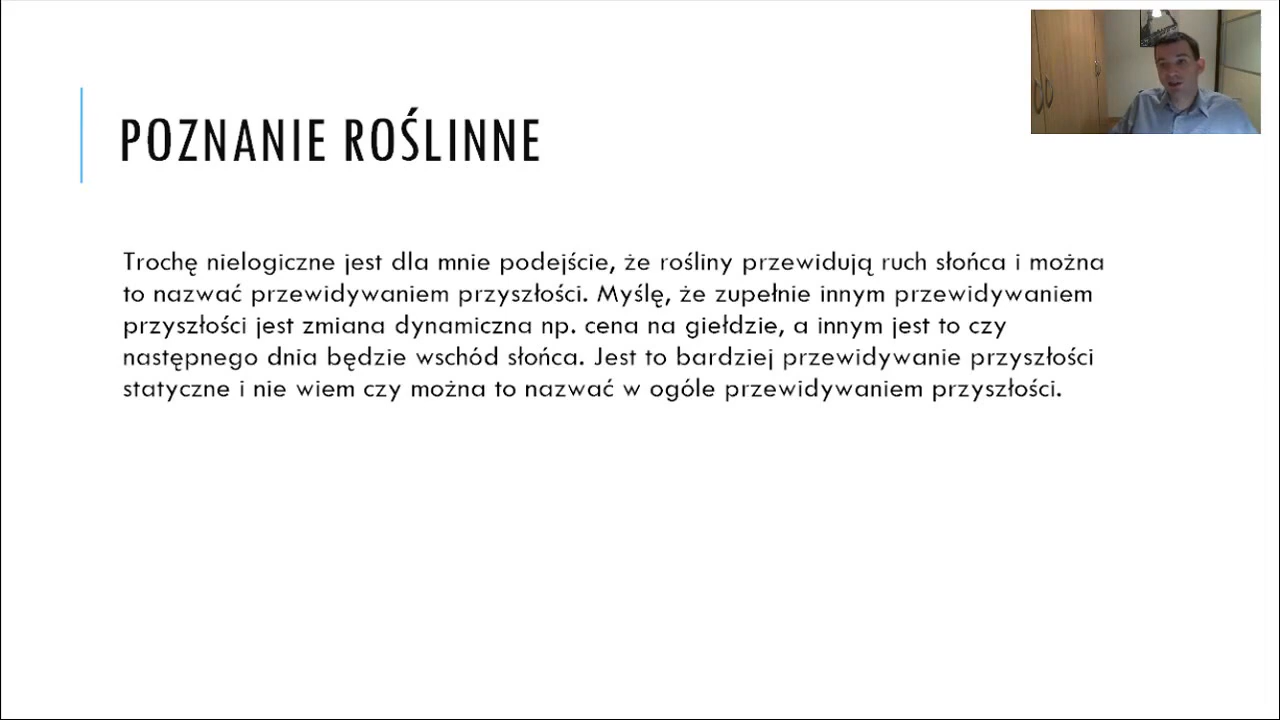 POZNANIE ROŚLINNE
Trochę nielogiczne jest dla mnie podejście, że rośliny przewidują ruch słońca i można
to nazwać przewidywaniem przyszłości. Myślę, że zupełnie innym przewidywaniem
przyszłości jest zmiana dynamiczna np. cena na giełdzie, a innym jest to czy
następnego dnia będzie wschód słońca. Jest to bardziej przewidywanie przyszłości
statyczne i nie wiem czy można to nazwać w ogóle przewidywaniem przyszłości.